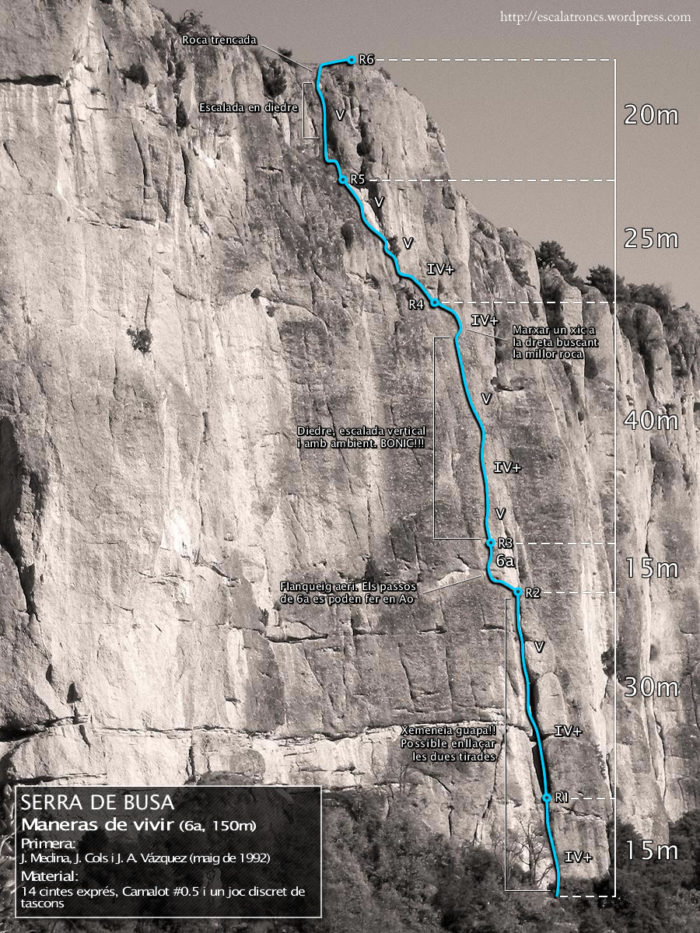 http://escalatroncs.wordpress.com
Roca trencada
R6
20m
Escalada en diedre
V
R5
V
25m
V
IV+
R4
IV+
Marxar un xic a
la dreta buscant
la millor roca
V
40m
Diedre, escalada vertical
i amb ambient. BONIC!!!
IV+
V
R3
6a
15m
Flanqueig aeri. Els passos
de 6a es poden fer en Ao
R2
V
30m
Xemeneia guapa!!
Possible enllaçar
les dues tirades
IV+
R1
15m
IV+
SERRA DE BUSA
Maneras de vivir (6a, 150m)
Primera:
J. Medina, J. Cols i J. A. Vázquez (maig de 1992)
Material:
14 cintes exprés, Camalot #0.5 i un joc discret de
tascons